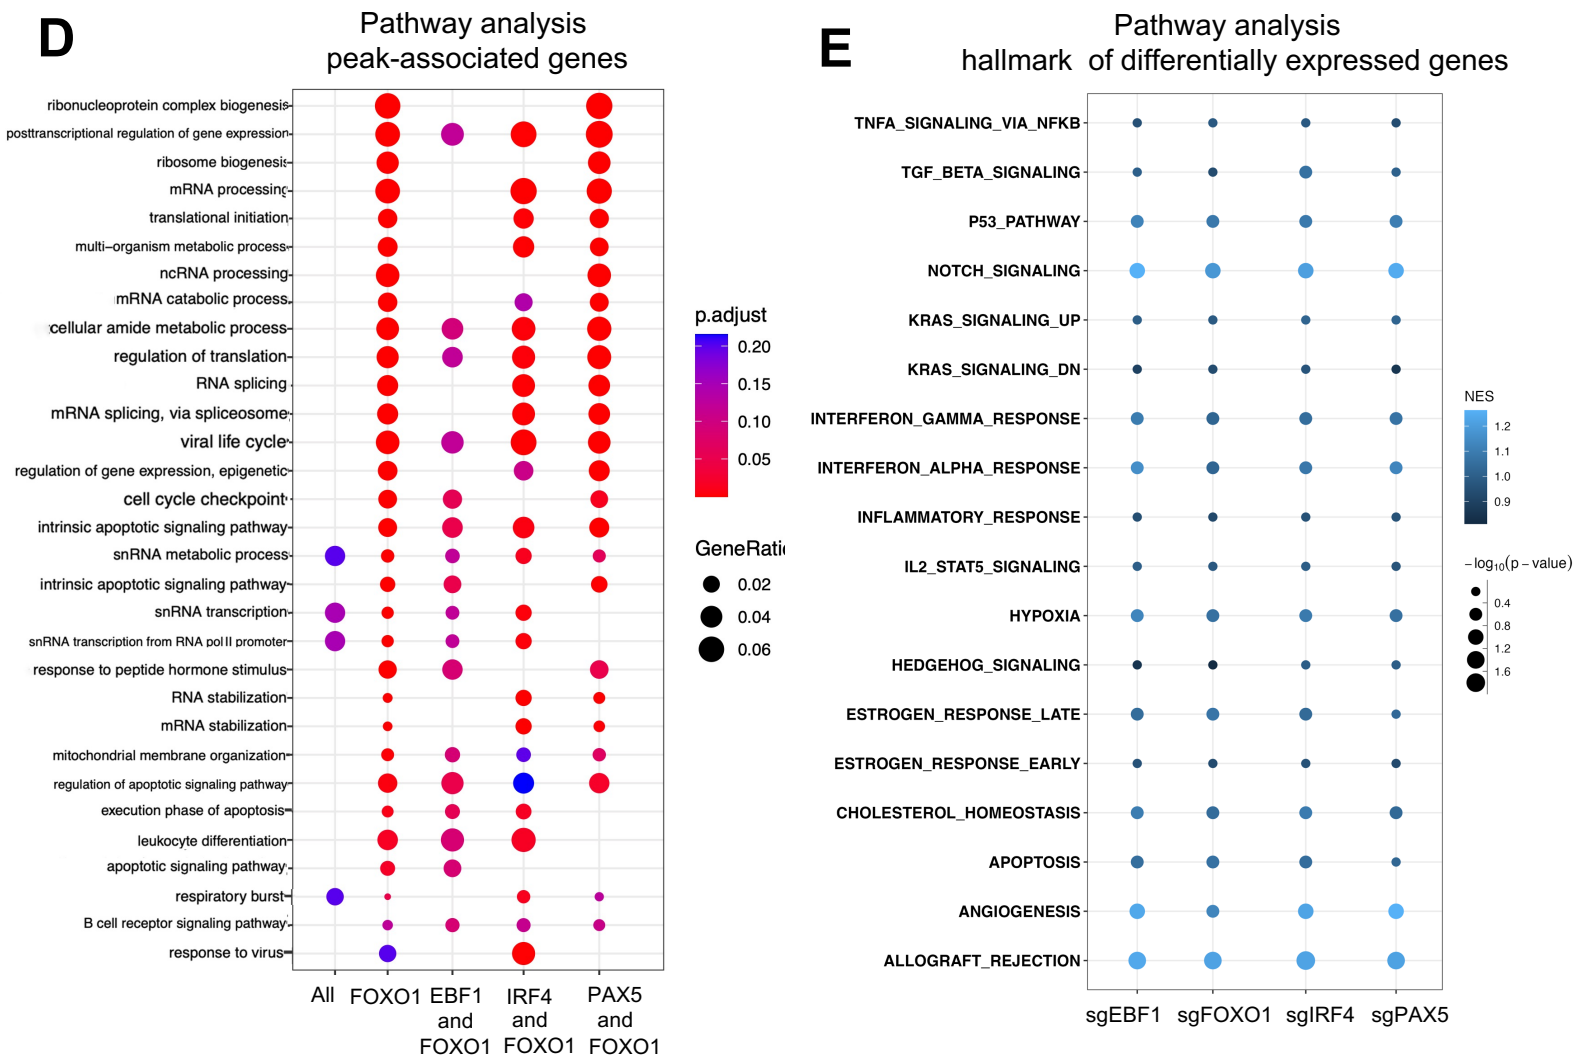 D
Pathway analysis
peak-associated genes
ribonucleoprotein complex biogenesis
posttranscriptional regulation of gene expression
ribosome biogenesis
mRNA processing
translational initiation
multi-organism metabolic process
ncRNA processing
mRNA catabolic process
cellular amide metabolic process
regulation of translation
RNA splicing
mRNA splicing, via spliceosome
viral life cycle
regulation of gene expression, epigenetic
cell cycle checkpoint
intrinsic apoptotic signaling pathway
snRNA metabolic process
intrinsic apoptotic signaling pathway
snRNA transcription
snRNA transcription from RNA pol II promoter
response to peptide hormone stimulus
RNA stabilization
mRNA stabilization
mitochondrial membrane organization
regulation of apoptotic signaling pathway
execution phase of apoptosis
leukocyte differentiation
apoptotic signaling pathway
respiratory burst
B cell receptor signaling pathway
response to virus
All FOXO1 EBF1 IRF4 PAX5
and and and
FOXO1 FOXO1 FOXO1
p.adjust
0.20
0.15
0.10
0.05
GeneRati
0.02
0.04
0.06
E
Pathway analysis
hallmark of differentially expressed genes
TNFA_SIGNALING_VIA_NFKB
TGF_BETA_SIGNALING
P53_PATHWAY
NOTCH_SIGNALING
KRAS_SIGNALING_UP
KRAS_SIGNALING_DN
INTERFERON_GAMMA_RESPONSE
INTERFERON_ALPHA_RESPONSE
INFLAMMATORY_RESPONSE
IL2_STAT5_SIGNALING
HYPOXIA
HEDGEHOG_SIGNALING
ESTROGEN_RESPONSE_LATE
ESTROGEN_RESPONSE_EARLY
CHOLESTEROL_HOMEOSTASIS
APOPTOSIS
ANGIOGENESIS
ALLOGRAFT_REJECTION
sgEBF1 sgFOXO1 sgIRF4 sgPAX5
NES
1.2
1.1
1.0
0.9
−log₁₀(p − value)
0.4
0.8
1.2
1.6